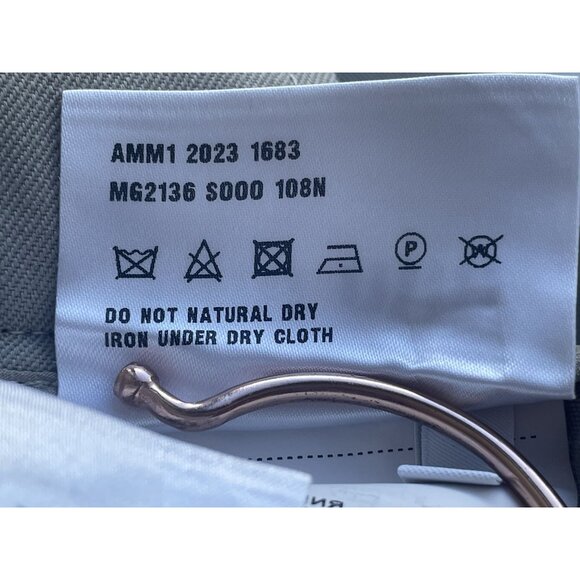 AMM1 2023 1683
MG2136 S000 108N
P W
DO NOT NATURAL DRY
IRON UNDER DRY CLOTH